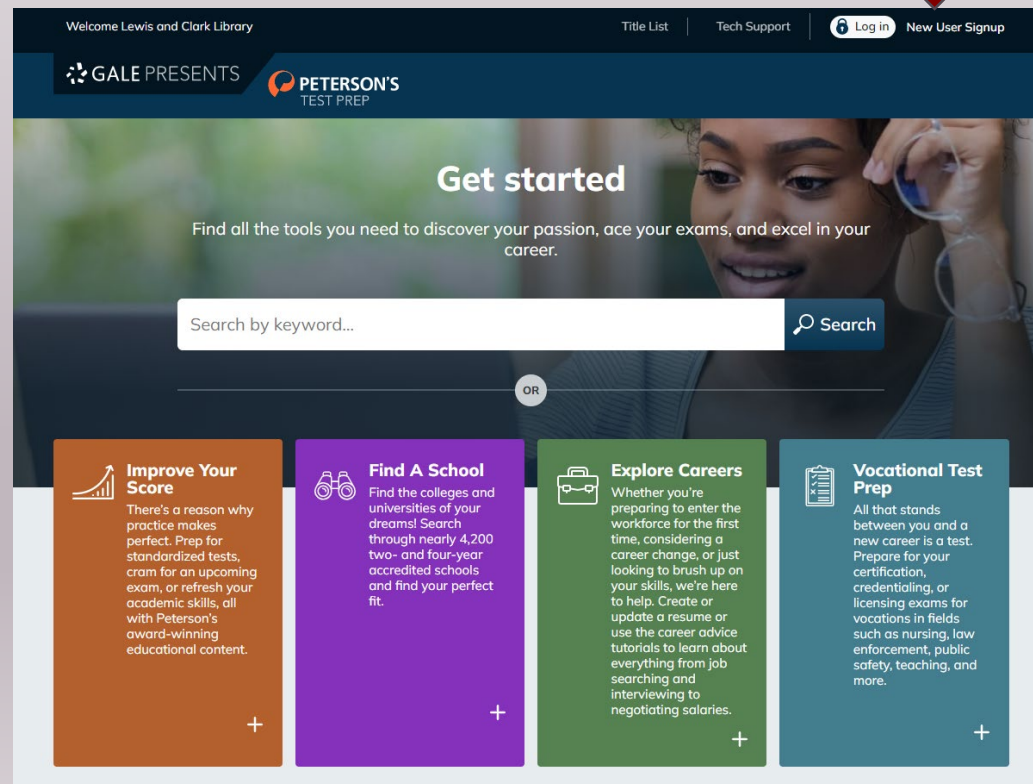 Welcome Lewis and Clark Library
Title List
Tech Support
Log in
New User Signup
GALE PRESENTS
PETERSON'S
TEST PREP
Get started
Find all the tools you need to discover your passion, ace your exams, and excel in your
career.
Search by keyword...
Search
OR
Improve Your
Score
There's a reason why
practice makes
perfect. Prep for
standardized tests,
cram for an upcoming
exam, or refresh your
academic skills, all
with Peterson's
award-winning
educational content.
+
Find A School
Find the colleges and
universities of your
dreams! Search
through nearly 4,200
two- and four-year
accredited schools
and find your perfect
fit.
+
Explore Careers
Whether you're
preparing to enter the
workforce for the first
time, considering a
career change, or just
looking to brush up on
your skills, we're here
to help. Create or
update a resume or
use the career advice
tutorials to learn about
everything from job
searching and
interviewing to
negotiating salaries.
+
Vocational Test
Prep
All that stands
between you and a
new career is a test.
Prepare for your
certification,
credentialing, or
licensing exams for
vocations in fields
such as nursing, law
enforcement, public
safety, teaching, and
more.
+